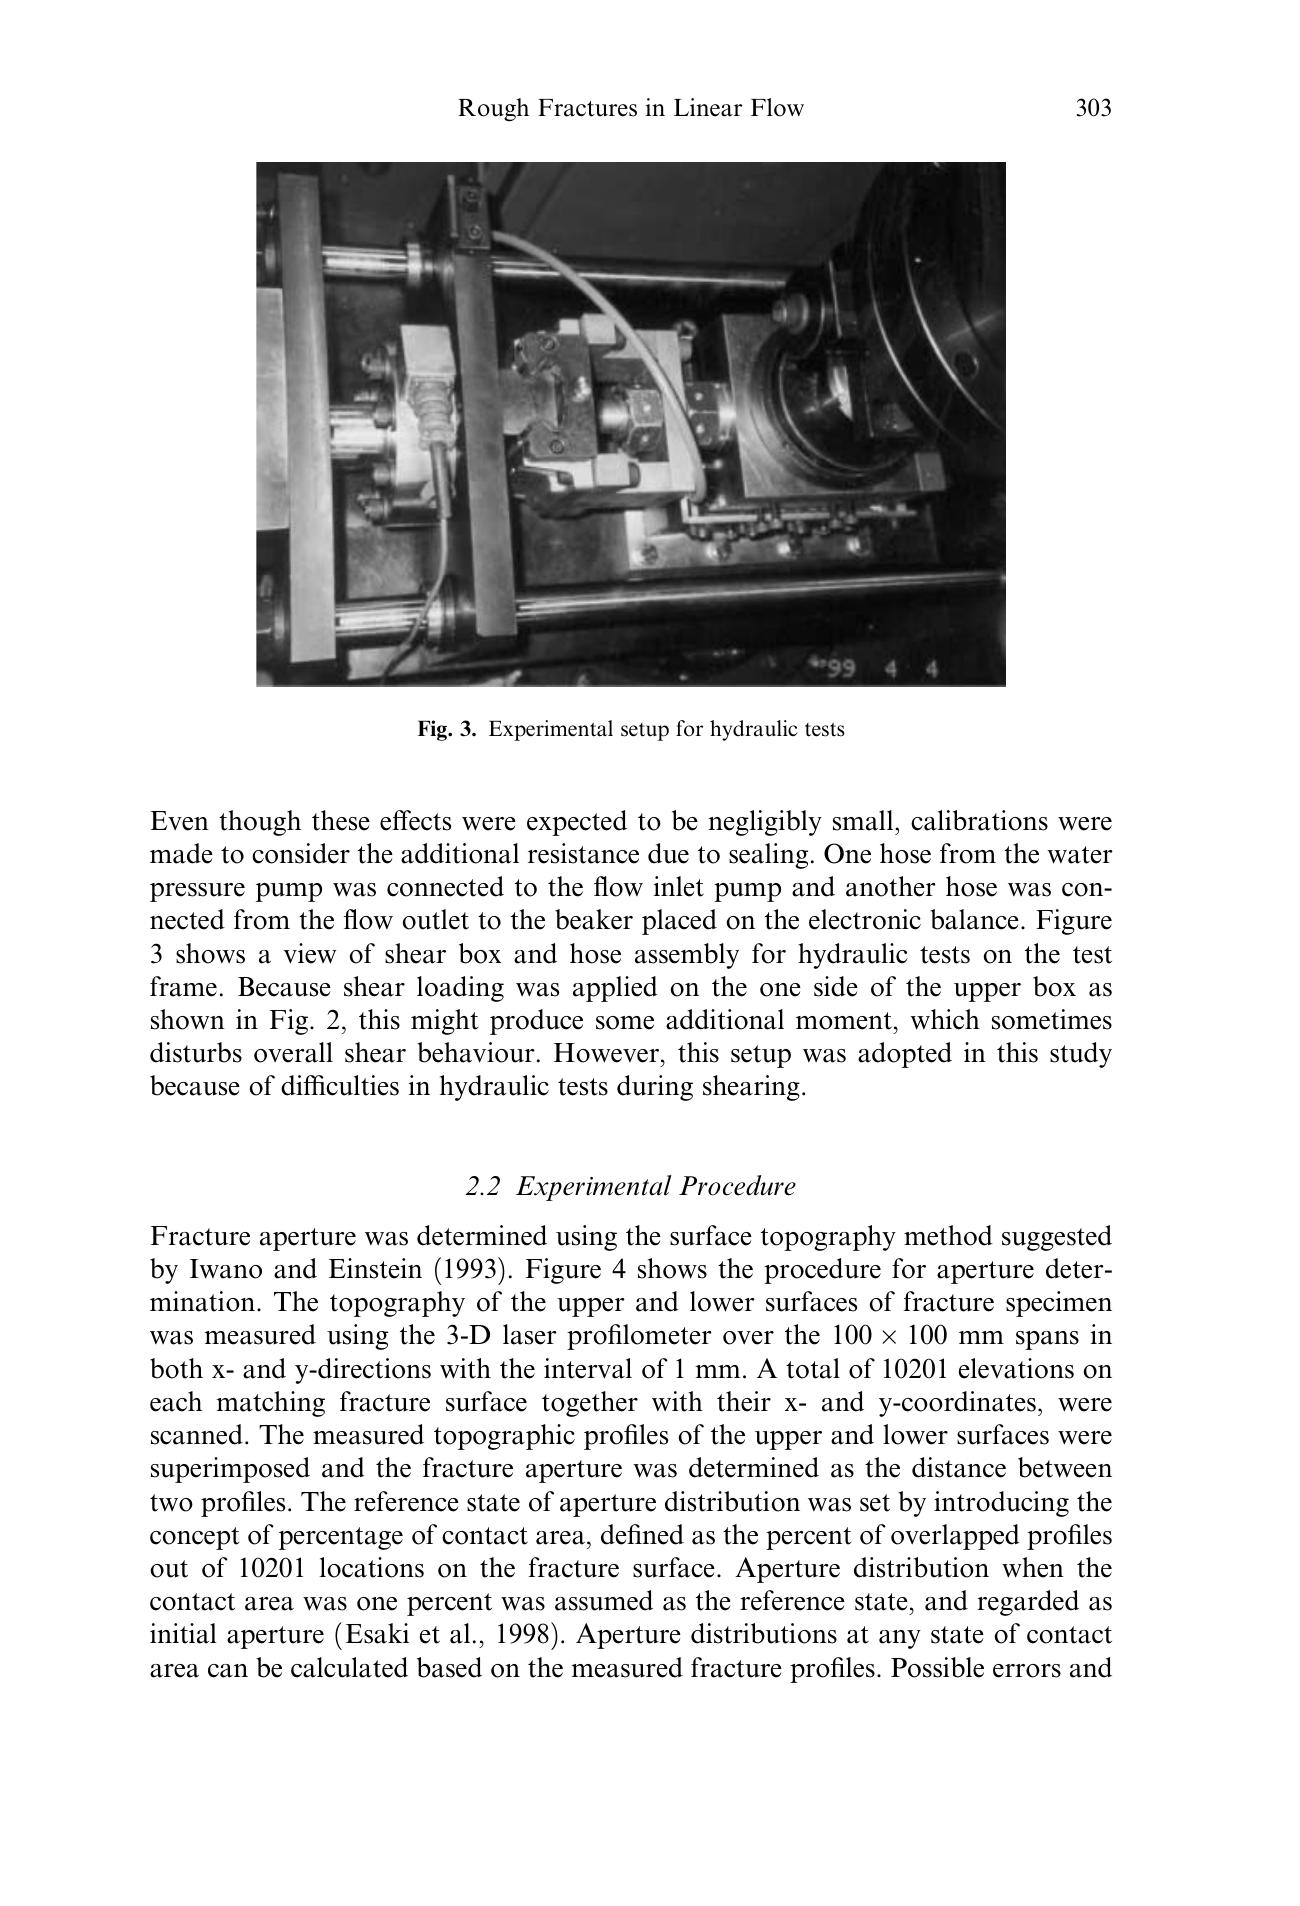 Rough Fractures in Linear Flow 303
'99 4 4
Fig. 3. Experimental setup for hydraulic tests
Even though these effects were expected to be negligibly small, calibrations were
made to consider the additional resistance due to sealing. One hose from the water
pressure pump was connected to the flow inlet pump and another hose was con-
nected from the flow outlet to the beaker placed on the electronic balance. Figure
3 shows a view of shear box and hose assembly for hydraulic tests on the test
frame. Because shear loading was applied on the one side of the upper box as
shown in Fig. 2, this might produce some additional moment, which sometimes
disturbs overall shear behaviour. However, this setup was adopted in this study
because of difficulties in hydraulic tests during shearing.
2.2 Experimental Procedure
Fracture aperture was determined using the surface topography method suggested
by Iwano and Einstein (1993). Figure 4 shows the procedure for aperture deter-
mination. The topography of the upper and lower surfaces of fracture specimen
was measured using the 3-D laser profilometer over the 100 × 100 mm spans in
both x- and y-directions with the interval of 1 mm. A total of 10201 elevations on
each matching fracture surface together with their x- and y-coordinates, were
scanned. The measured topographic profiles of the upper and lower surfaces were
superimposed and the fracture aperture was determined as the distance between
two profiles. The reference state of aperture distribution was set by introducing the
concept of percentage of contact area, defined as the percent of overlapped profiles
out of 10201 locations on the fracture surface. Aperture distribution when the
contact area was one percent was assumed as the reference state, and regarded as
initial aperture (Esaki et al., 1998). Aperture distributions at any state of contact
area can be calculated based on the measured fracture profiles. Possible errors and